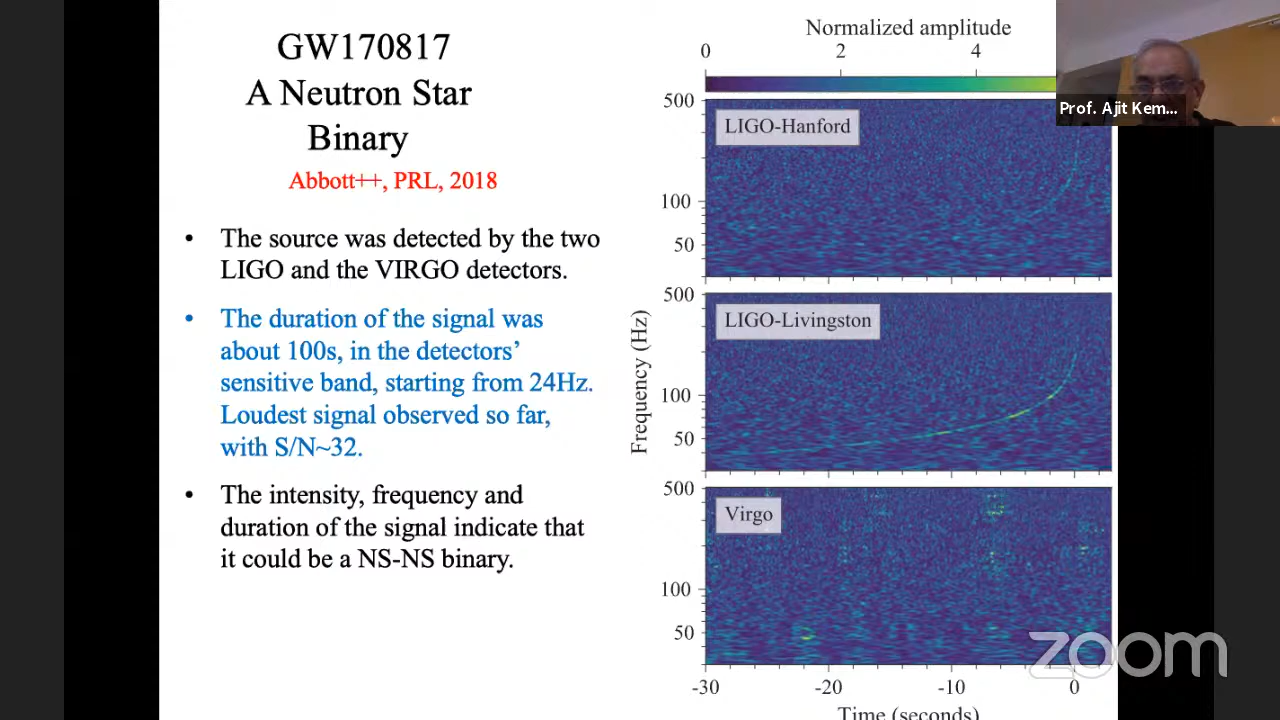 GW170817
A Neutron Star
Binary
Abbott++, PRL, 2018
• The source was detected by the two
LIGO and the VIRGO detectors.
• The duration of the signal was
about 100s, in the detectors’
sensitive band, starting from 24Hz.
Loudest signal observed so far,
with S/N~32.
• The intensity, frequency and
duration of the signal indicate that
it could be a NS-NS binary.
Normalized amplitude
0 2 4
Prof. Ajit Kem...
Frequency (Hz)
500
LIGO-Hanford
100
50
500
LIGO-Livingston
100
50
500
Virgo
100
50
-30 -20 -10 0
Time (seconds)
zoom